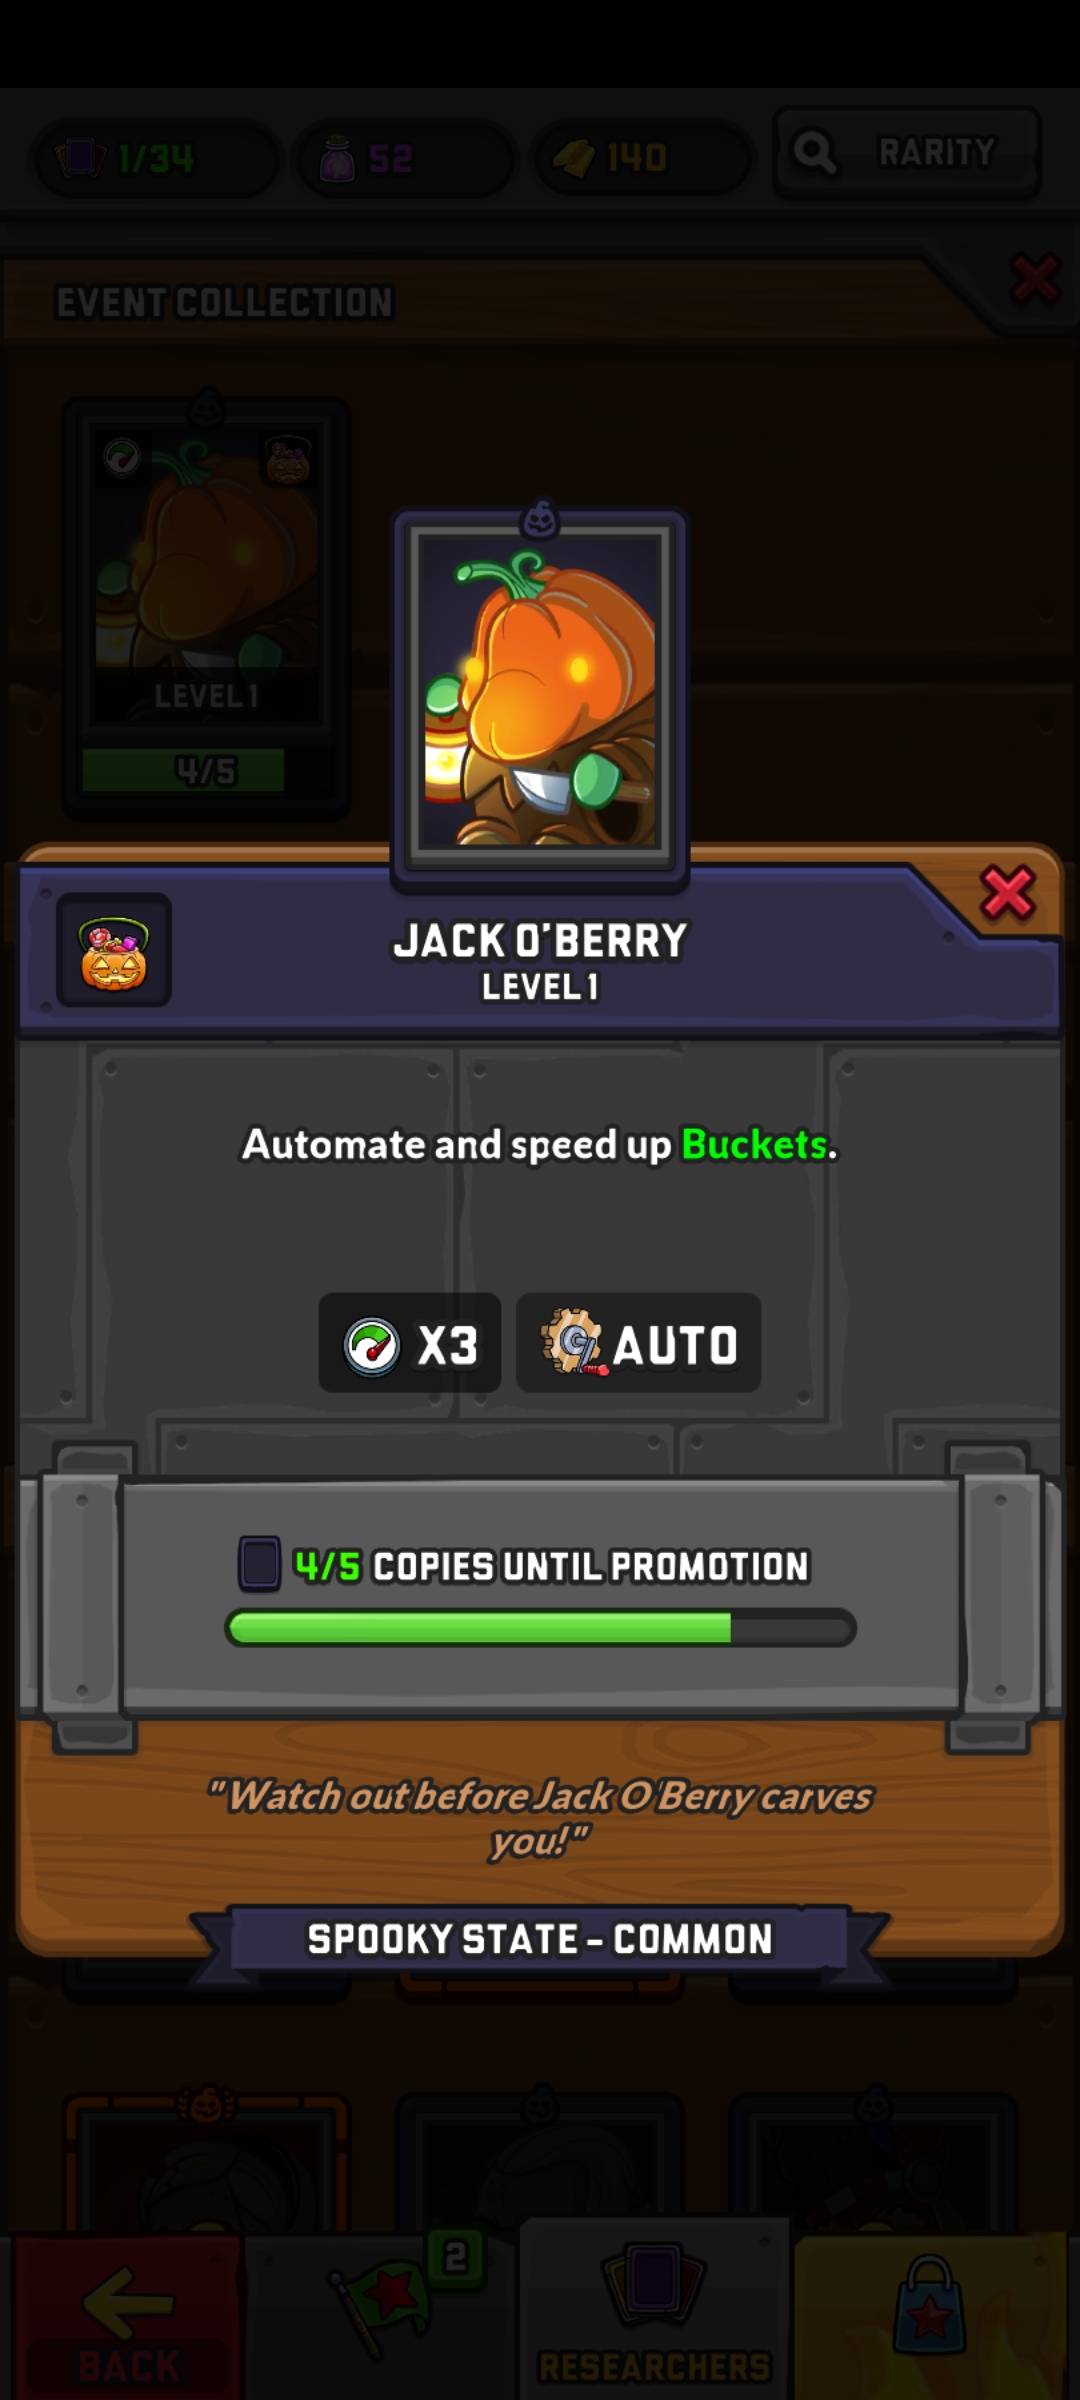 1/34
52
140
RARITY
EVENT COLLECTION
LEVEL 1
4/5
JACK O'BERRY
LEVEL 1
Automate and speed up Buckets.
X3
AUTO
4/5 COPIES UNTIL PROMOTION
"Watch out before Jack O'Berry carves
you!"
SPOOKY STATE - COMMON
2
BACK
RESEARCHERS